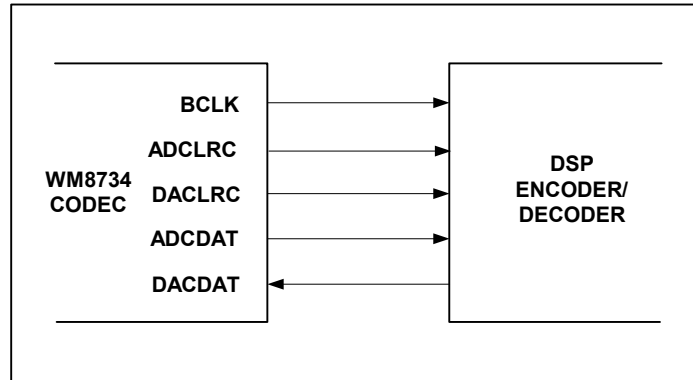 BCLK
ADCLRC
WM8734
CODEC
DACLRC
ADCDAT
DACDAT
DSP
ENCODER/
DECODER